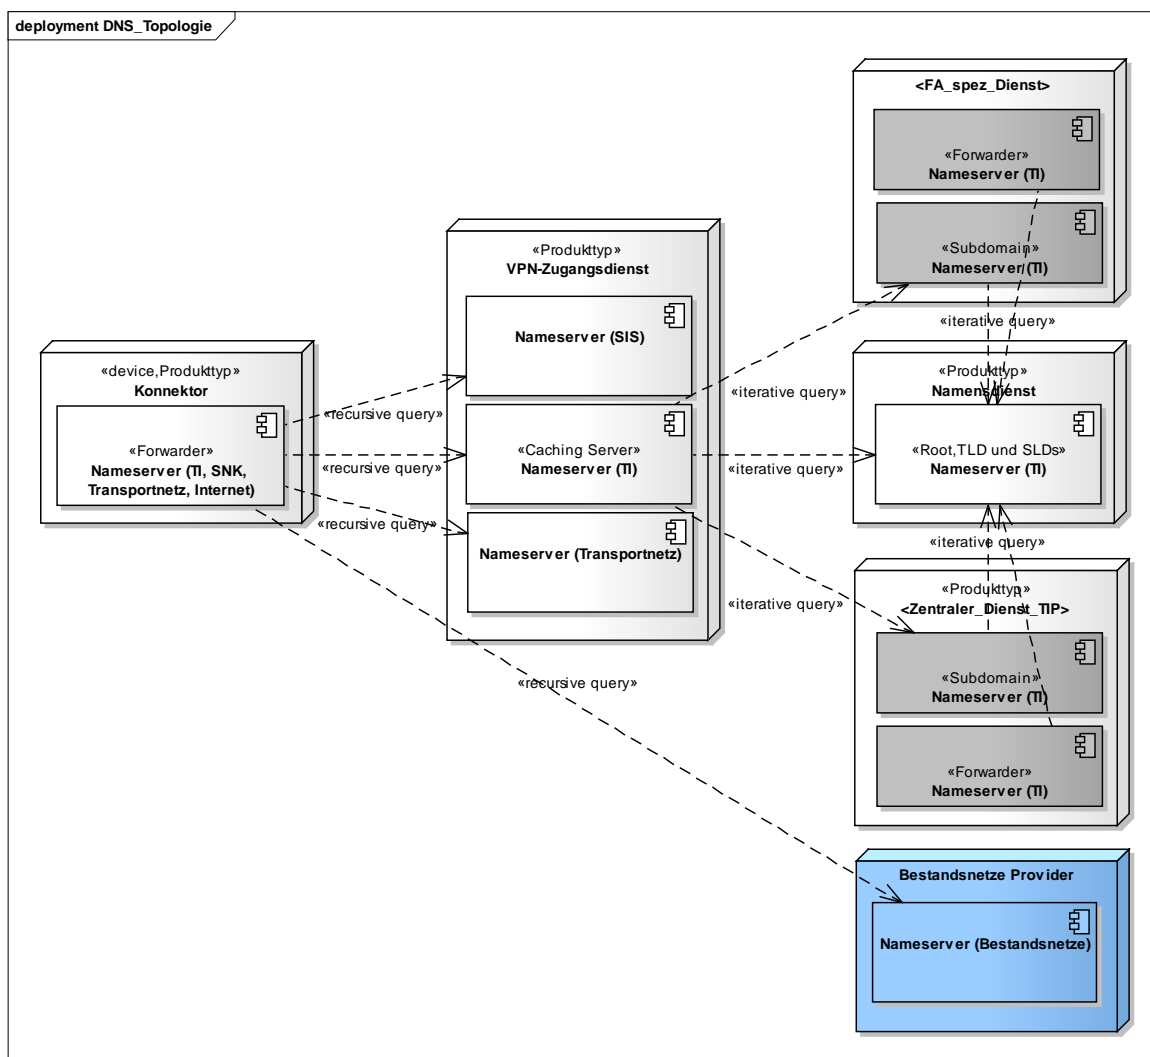 deployment DNS_Topologie
<FA_spez_Dienst>
«Forwarder»
Nameserver (TI)
«Subdomain»
Nameserver (TI)
«Produkttyp»
VPN-Zugangsdienst
Nameserver (SIS)
«Caching Server»
Nameserver (TI)
Nameserver (Transportnetz)
«device,Produkttyp»
Konnektor
«Forwarder»
Nameserver (TI, SNK,
Transportnetz, Internet)
«recursive query»
«recursive query»
«recursive query»
«recursive query»
«iterative query»
«iterative query»
«iterative query»
«iterative query»
«Produkttyp»
Namensdienst
«Root,TLD und SLDs»
Nameserver (TI)
«iterative query»
«Produkttyp»
<Zentraler_Dienst_TIP>
«Subdomain»
Nameserver (TI)
«Forwarder»
Nameserver (TI)
Bestandsnetze Provider
Nameserver (Bestandsnetze)